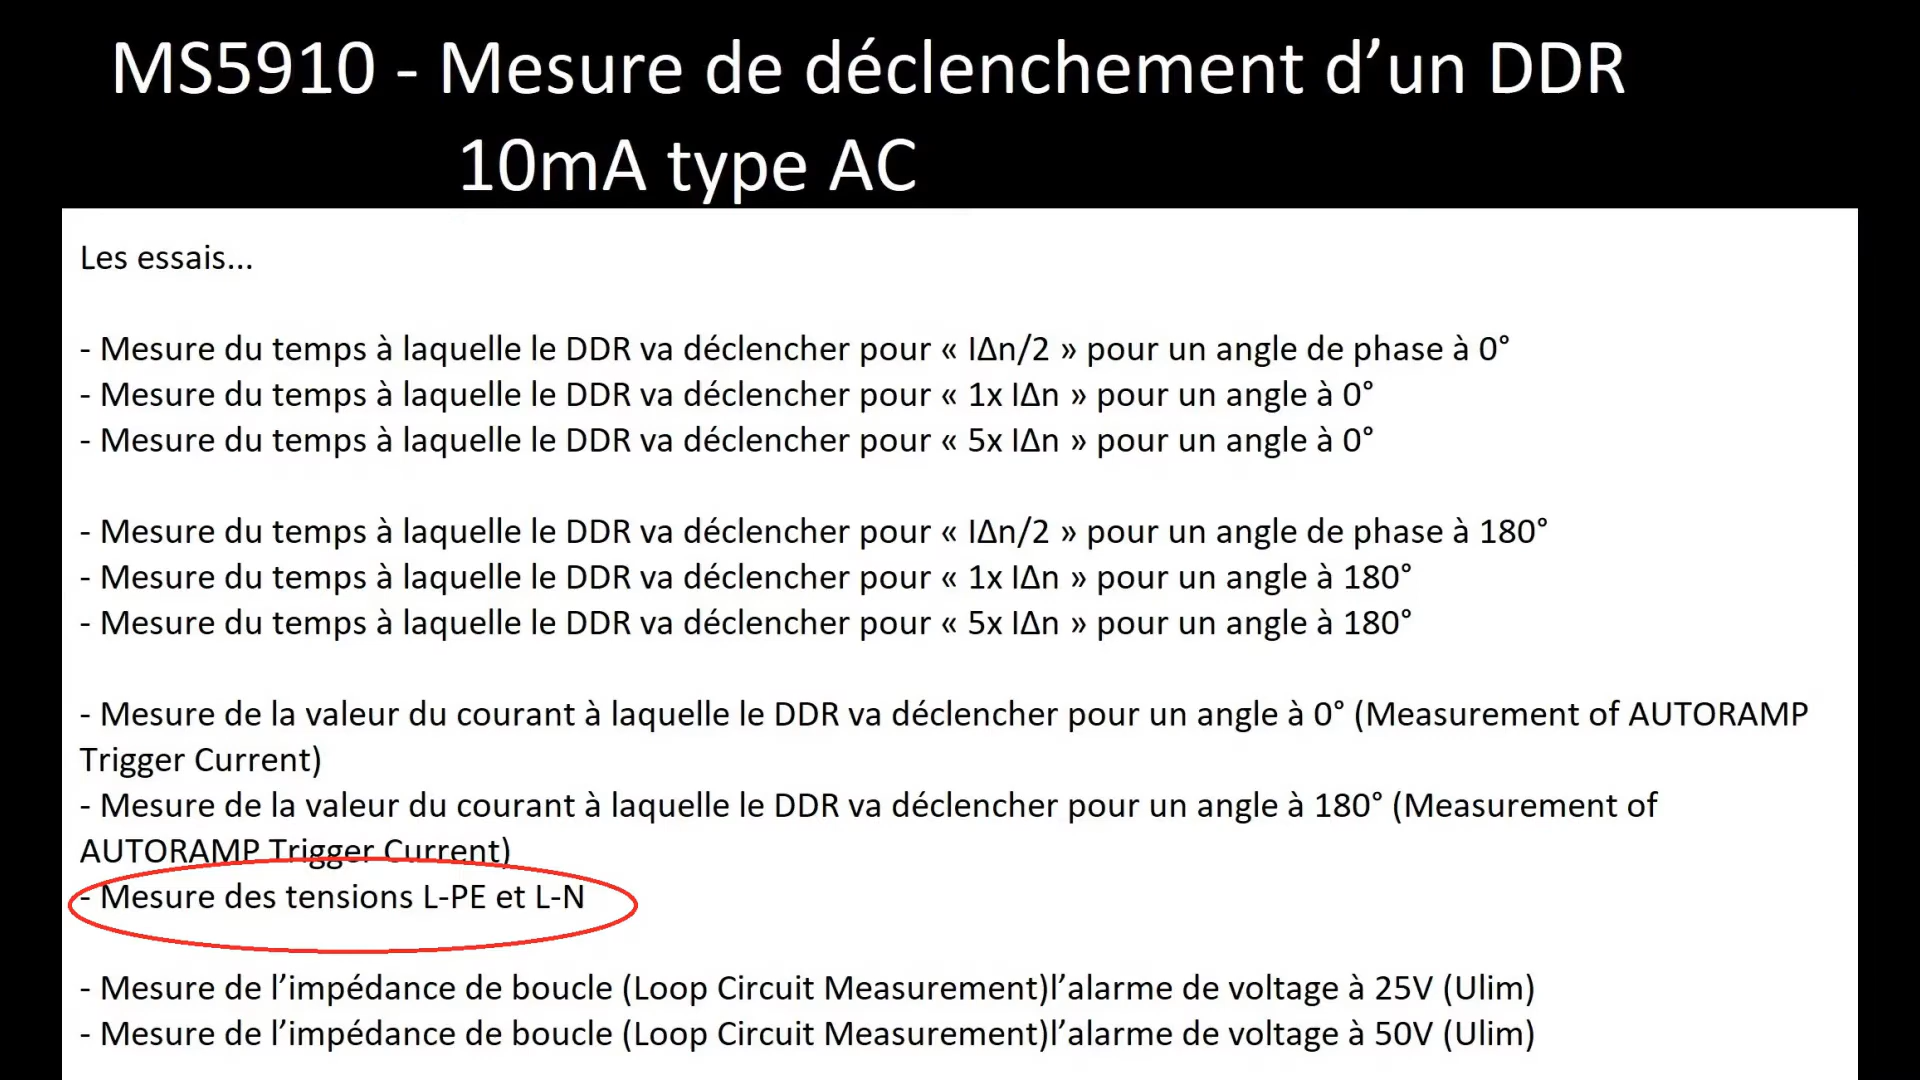 MS5910 - Mesure de déclenchement d’un DDR
10mA type AC
Les essais...
- Mesure du temps à laquelle le DDR va déclencher pour « I∆n/2 » pour un angle de phase à 0°
- Mesure du temps à laquelle le DDR va déclencher pour « 1x I∆n » pour un angle à 0°
- Mesure du temps à laquelle le DDR va déclencher pour « 5x I∆n » pour un angle à 0°
- Mesure du temps à laquelle le DDR va déclencher pour « I∆n/2 » pour un angle de phase à 180°
- Mesure du temps à laquelle le DDR va déclencher pour « 1x I∆n » pour un angle à 180°
- Mesure du temps à laquelle le DDR va déclencher pour « 5x I∆n » pour un angle à 180°
- Mesure de la valeur du courant à laquelle le DDR va déclencher pour un angle à 0° (Measurement of AUTORAMP
Trigger Current)
- Mesure de la valeur du courant à laquelle le DDR va déclencher pour un angle à 180° (Measurement of
AUTORAMP Trigger Current)
- Mesure des tensions L-PE et L-N
- Mesure de l’impédance de boucle (Loop Circuit Measurement)l’alarme de voltage à 25V (Ulim)
- Mesure de l’impédance de boucle (Loop Circuit Measurement)l’alarme de voltage à 50V (Ulim)